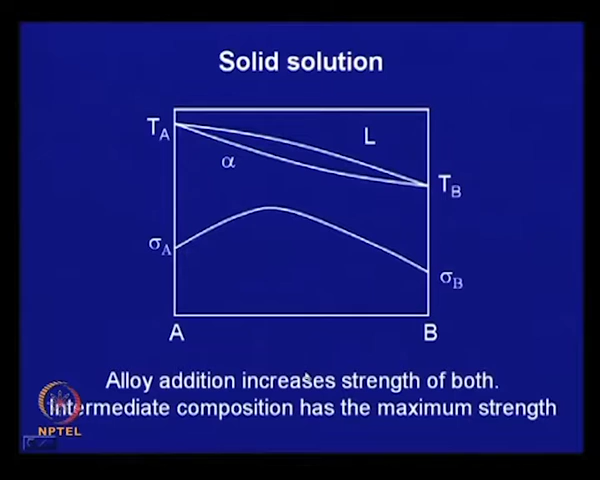 Solid solution
T_A
L
α
T_B
σ_A
σ_B
A
B
Alloy addition increases strength of both.
Intermediate composition has the maximum strength
NPTEL